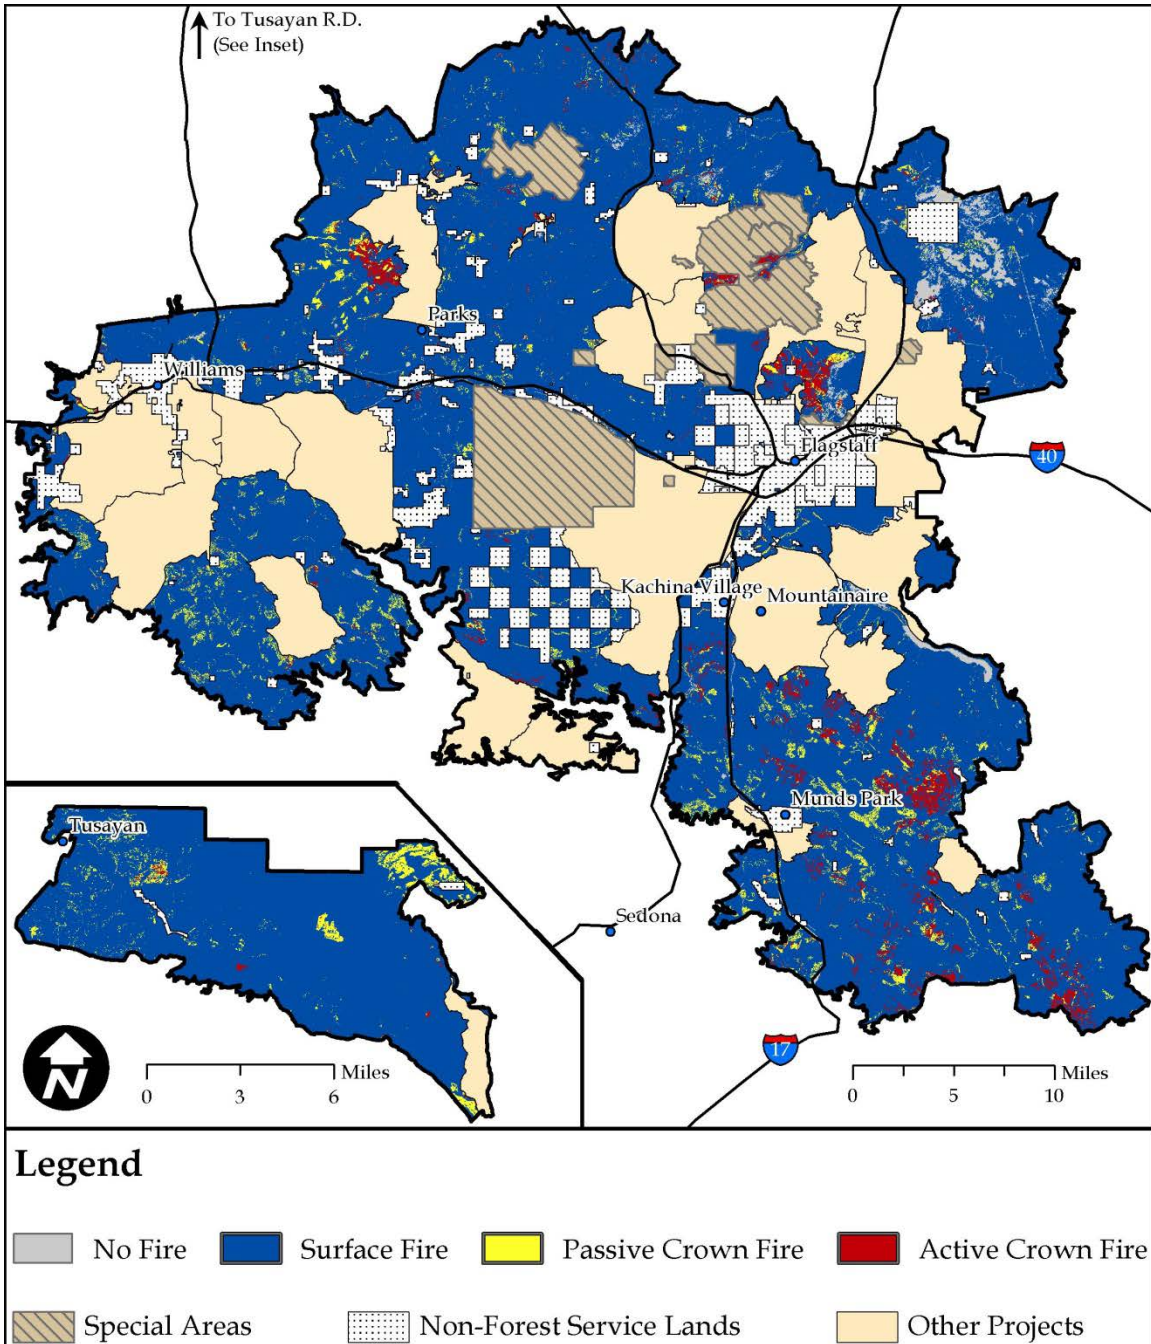 To Tusayan R.D.
(See Inset)
Parks
Williams
Flagstaff
40
Kachina Village
Mountainaire
Munds Park
Tusayan
Sedona
17
N
Miles
0 3 6
Miles
0 5 10
Legend
No Fire Surface Fire Passive Crown Fire Active Crown Fire
Special Areas Non-Forest Service Lands Other Projects